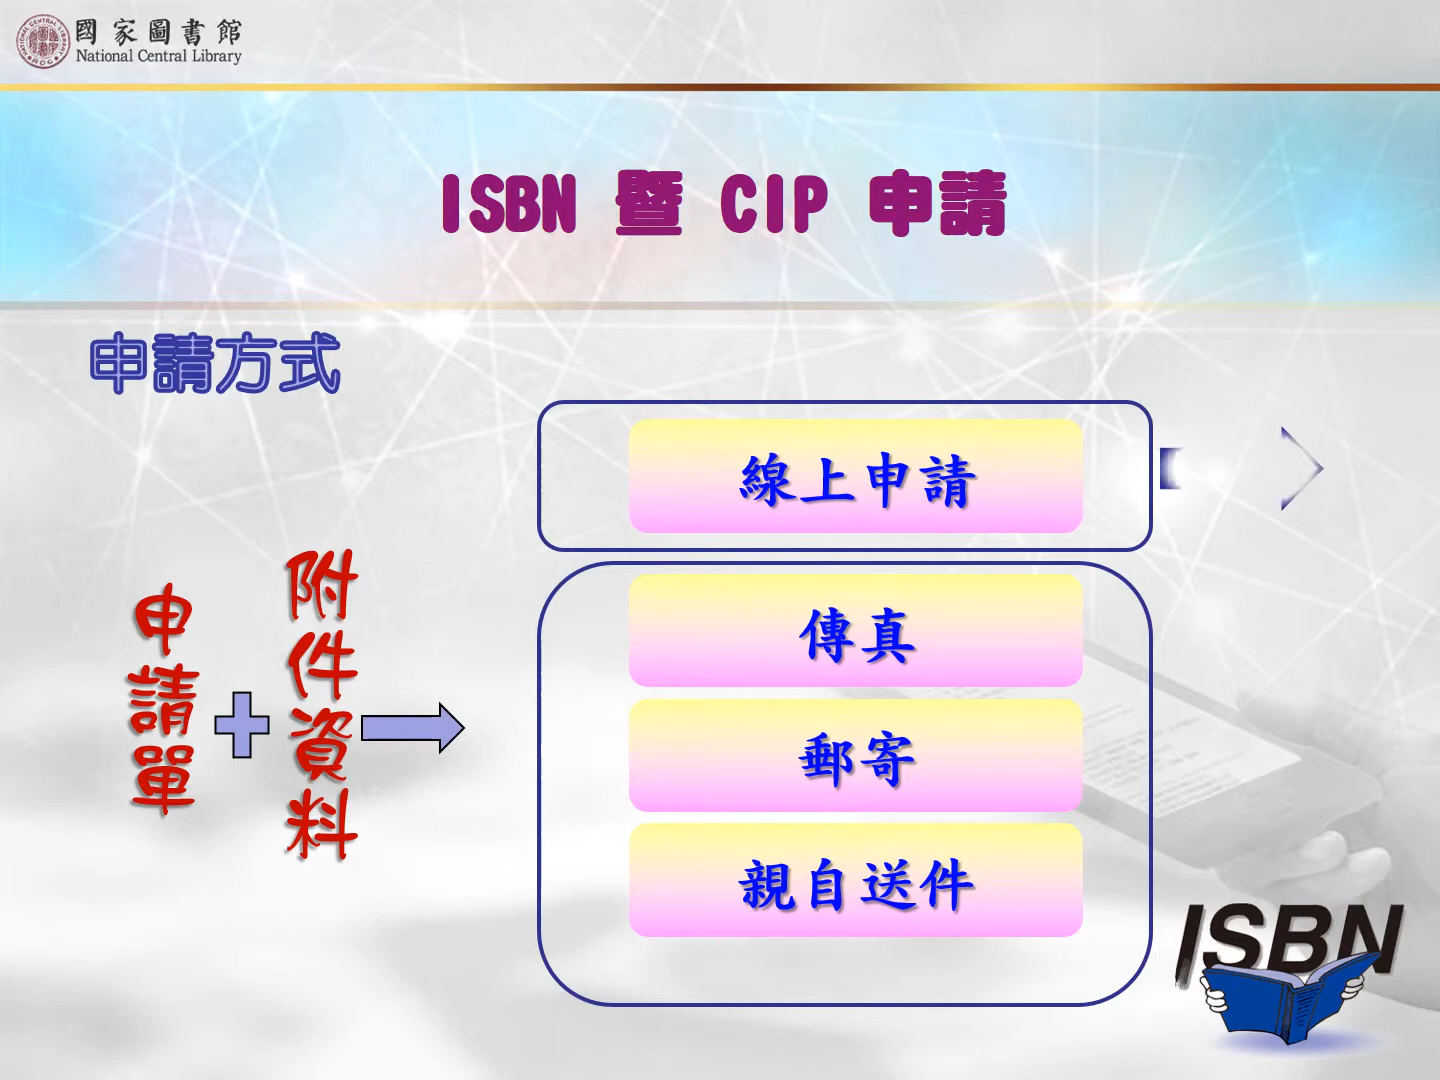 國家圖書館
National Central Library
ISBN 暨 CIP 申請
申請方式
線上申請
傳真
郵寄
親自送件
申請單
附件資料
ISBN